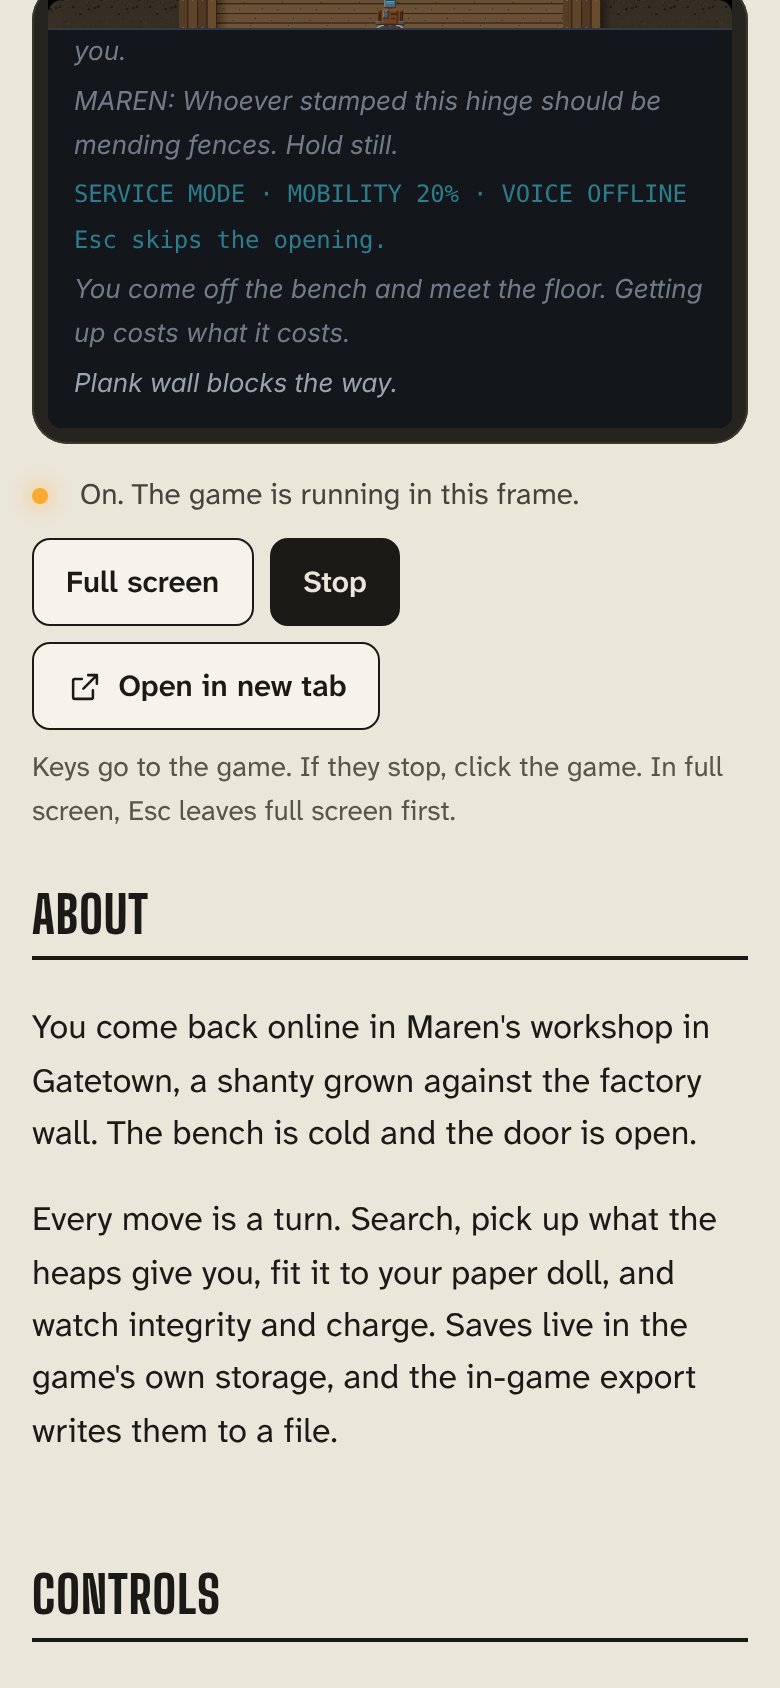 you.
MAREN: Whoever stamped this hinge should be
mending fences. Hold still.
SERVICE MODE · MOBILITY 20% · VOICE OFFLINE
Esc skips the opening.
You come off the bench and meet the floor. Getting
up costs what it costs.
Plank wall blocks the way.
On. The game is running in this frame.
Full screen
Stop
Open in new tab
Keys go to the game. If they stop, click the game. In full
screen, Esc leaves full screen first.
ABOUT
You come back online in Maren's workshop in
Gatetown, a shanty grown against the factory
wall. The bench is cold and the door is open.
Every move is a turn. Search, pick up what the
heaps give you, fit it to your paper doll, and
watch integrity and charge. Saves live in the
game's own storage, and the in-game export
writes them to a file.
CONTROLS